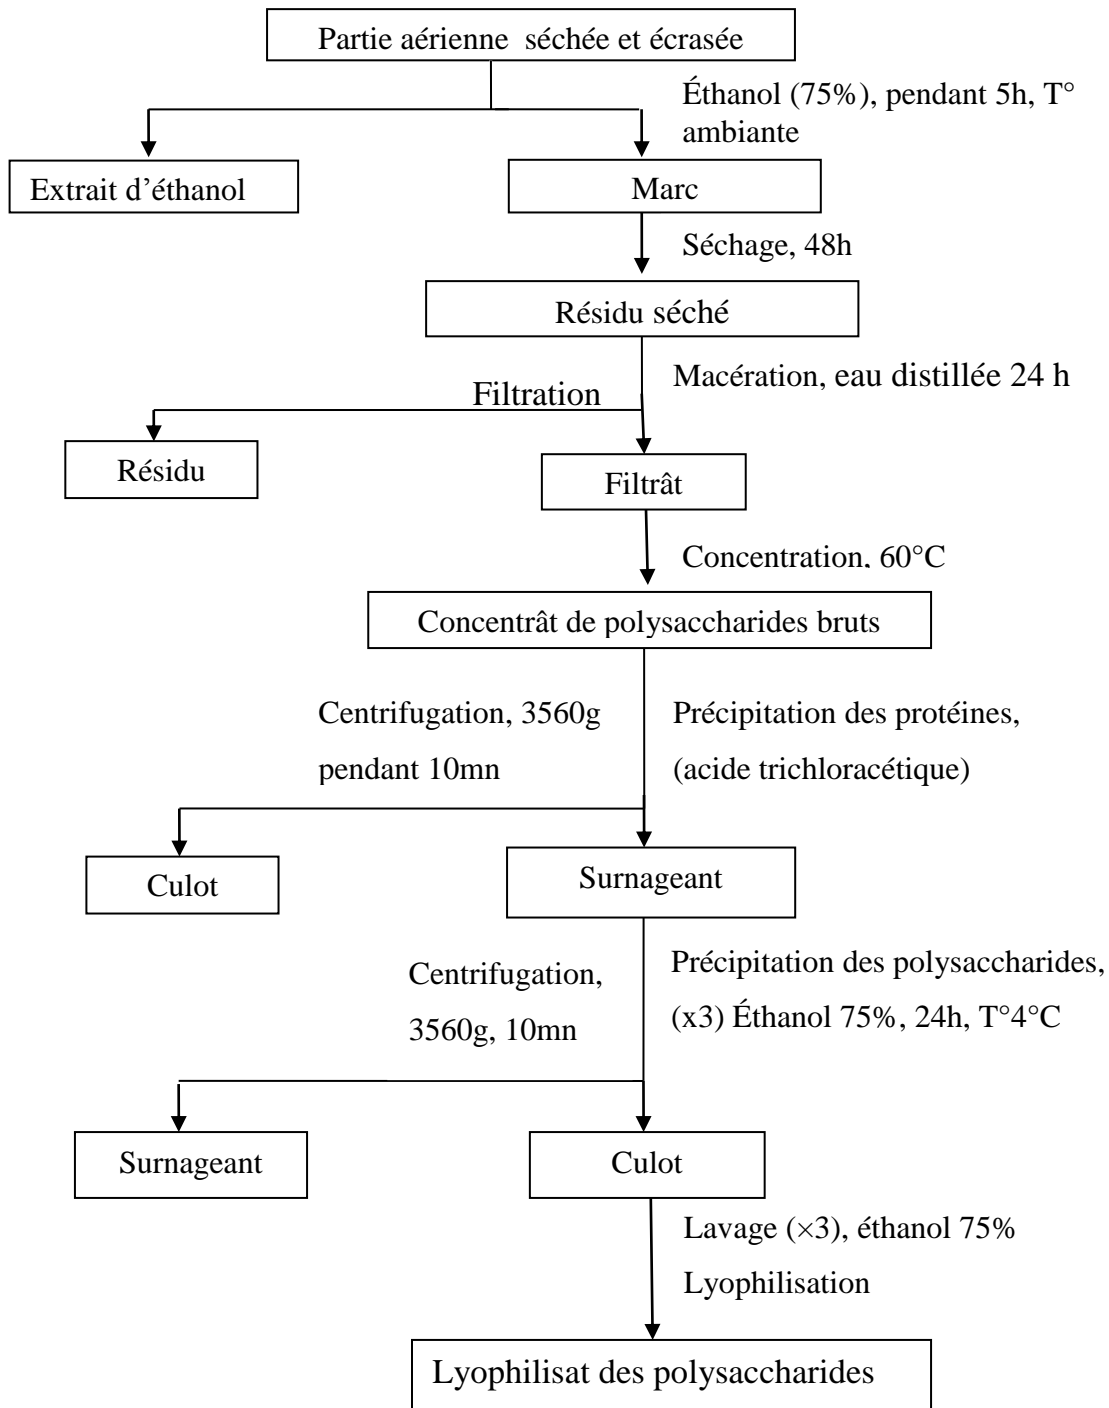 Partie aérienne séchée et écrasée
Éthanol (75%), pendant 5h, T°
ambiante
Extrait d'éthanol
Marc
Séchage, 48h
Résidu séché
Macération, eau distillée 24 h
Filtration
Résidu
Filtrât
Concentration, 60°C
Concentrât de polysaccharides bruts
Centrifugation, 3560g
pendant 10mn
Précipitation des protéines,
(acide trichloracétique)
Culot
Surnageant
Centrifugation,
3560g, 10mn
Précipitation des polysaccharides,
(x3) Éthanol 75%, 24h, T°4°C
Surnageant
Culot
Lavage (×3), éthanol 75%
Lyophilisation
Lyophilisat des polysaccharides